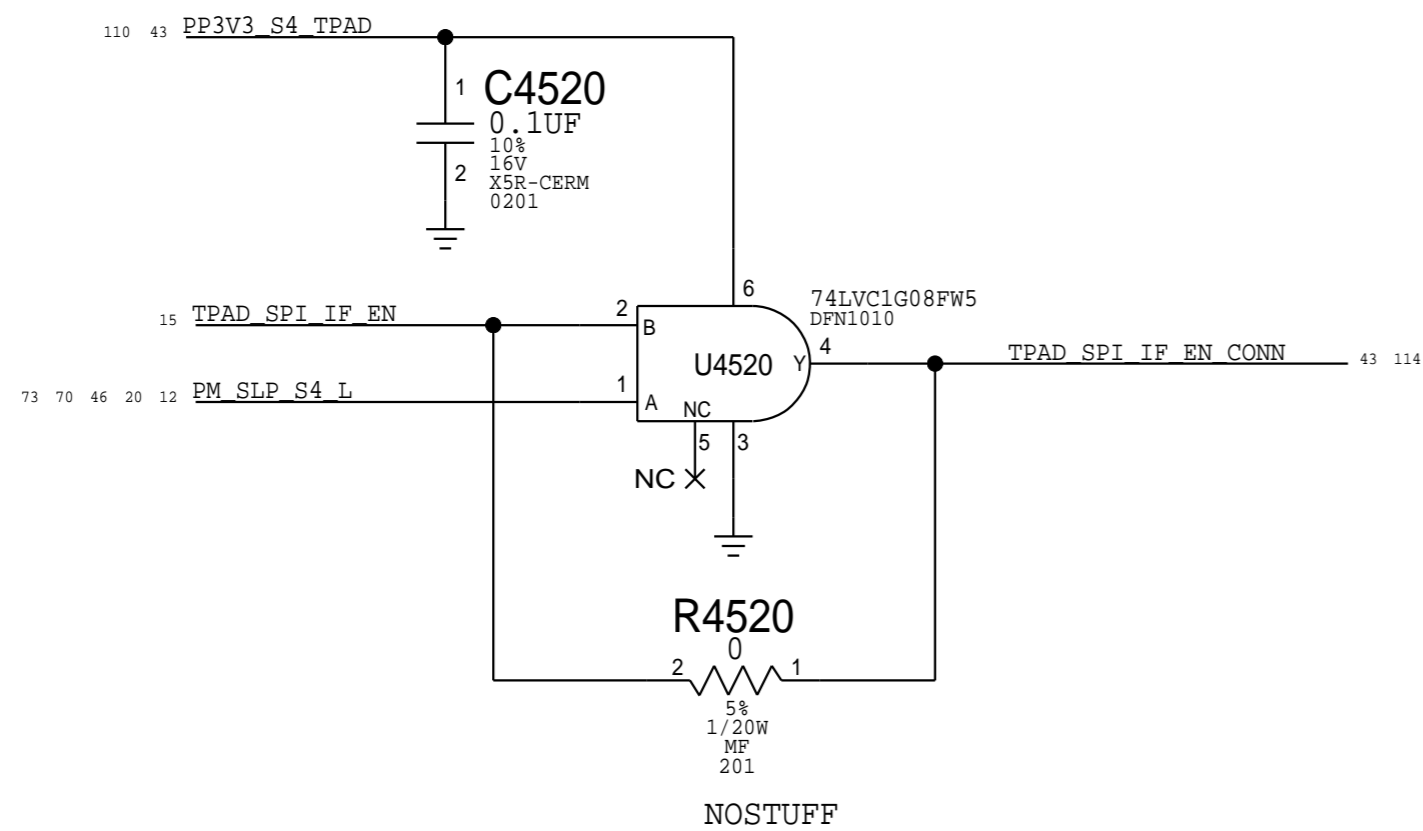 110 43 PP3V3_S4_TPAD
1
C4520
0.1UF
10%
16V
2
X5R-CERM
0201
6
74LVC1G08FW5
DFN1010
15 TPAD_SPI_IF_EN
2
B
U4520
Y
4
TPAD_SPI_IF_EN_CONN 43 114
73 70 46 20 12 PM_SLP_S4_L
1
A
NC
5
3
NC
R4520
0
2
1
5%
1/20W
MF
201
NOSTUFF